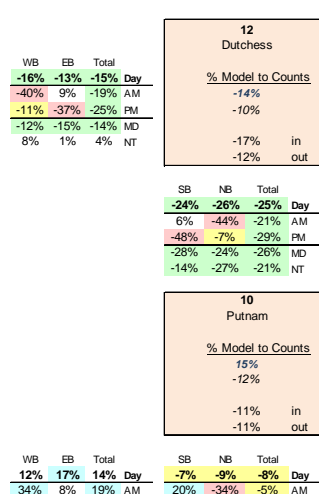 12
Dutchess
WB EB Total
-16% -13% -15% Day
% Model to Counts
-40% 9% -19% AM
-14%
-11% -37% -25% PM
-10%
-12% -15% -14% MD
8% 1% 4% NT
-17% in
-12% out
SB NB Total
-24% -26% -25% Day
6% -44% -21% AM
-48% -7% -29% PM
-28% -24% -26% MD
-14% -27% -21% NT
10
Putnam
% Model to Counts
15%
-12%
-11% in
-11% out
WB EB Total SB NB Total
12% 17% 14% Day -7% -9% -8% Day
34% 8% 19% AM 20% -34% -5% AM